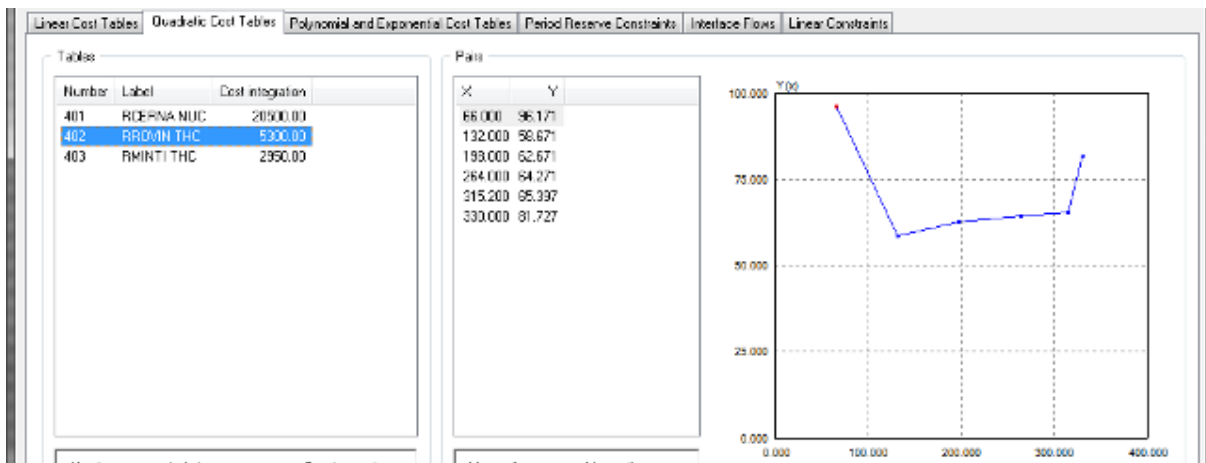 Linear Cost Tables Quadratic Cost Tables Polynomial and Exponential Cost Tables Period Reserve Constraints Interface Flows Linear Constraints
Tables
Number Label Cost integration
401 RCERNA NUC 20500.00
402 RROVIN THC 5300.00
403 RMINTI THC 2950.00
Pairs
X Y
66.000 96.171
132.000 58.671
198.000 62.671
264.000 64.271
315.200 65.397
330.000 81.727
Y(X)
100.000
75.000
50.000
25.000
0.000
0.000 100.000 200.000 300.000 400.000